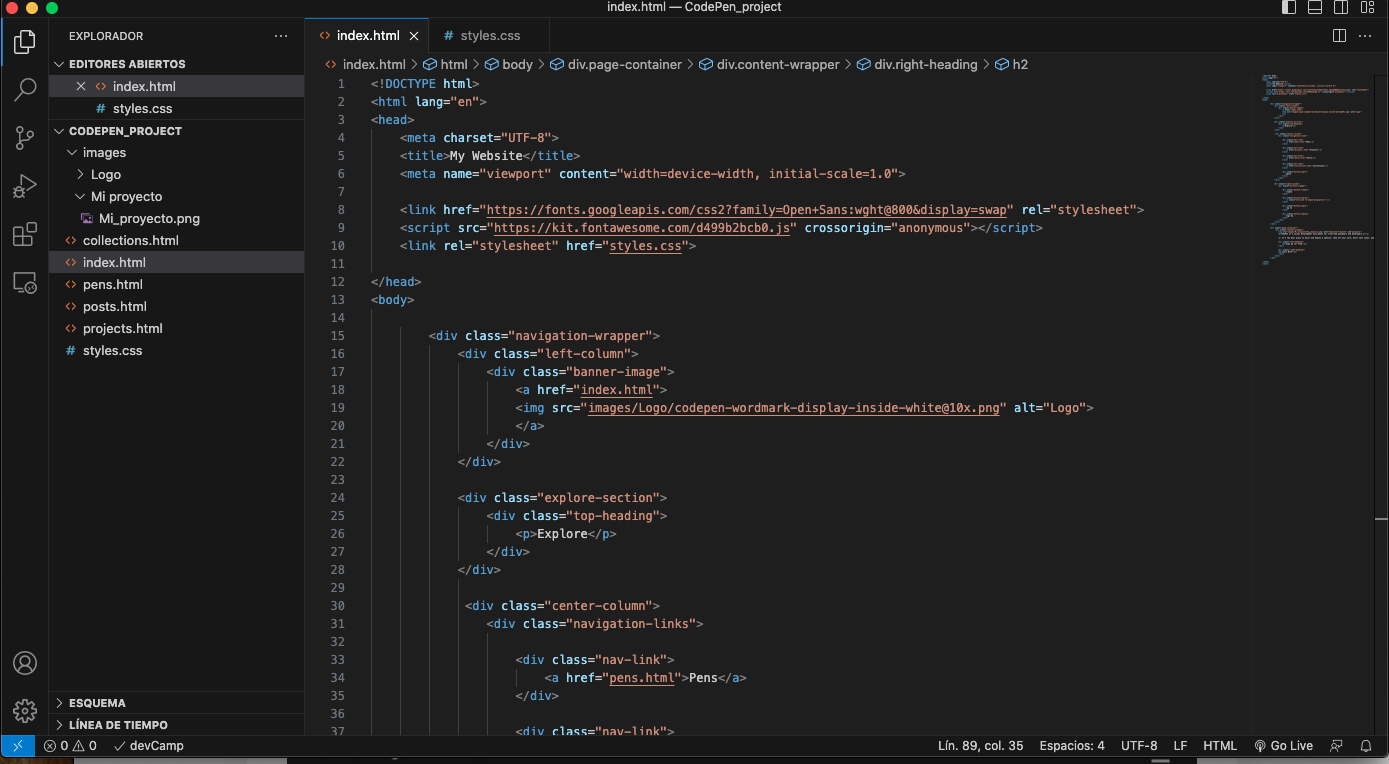 index.html — CodePen_project
EXPLORADOR
EDITORES ABIERTOS
index.html
# styles.css
CODEPEN_PROJECT
images
Logo
Mi proyecto
Mi_proyecto.png
collections.html
index.html
pens.html
posts.html
projects.html
# styles.css
ESQUEMA
LÍNEA DE TIEMPO
index.html
# styles.css
index.html > html > body > div.page-container > div.content-wrapper > div.right-heading > h2
1 <!DOCTYPE html>
2 <html lang="en">
3 <head>
4 <meta charset="UTF-8">
5 <title>My Website</title>
6 <meta name="viewport" content="width=device-width, initial-scale=1.0">
7
8 <link href="https://fonts.googleapis.com/css2?family=Open+Sans:wght@800&display=swap" rel="stylesheet">
9 <script src="https://kit.fontawesome.com/d499b2bcb0.js" crossorigin="anonymous"></script>
10 <link rel="stylesheet" href="styles.css">
11
12 </head>
13 <body>
14
15 <div class="navigation-wrapper">
16 <div class="left-column">
17 <div class="banner-image">
18 <a href="index.html">
19 <img src="images/Logo/codepen-wordmark-display-inside-white@10x.png" alt="Logo">
20 </a>
21 </div>
22 </div>
23
24 <div class="explore-section">
25 <div class="top-heading">
26 <p>Explore</p>
27 </div>
28 </div>
29
30 <div class="center-column">
31 <div class="navigation-links">
32
33 <div class="nav-link">
34 <a href="pens.html">Pens</a>
35 </div>
36
37 <div class="nav-link">
0 0 devCamp
Lín. 89, col. 35 Espacios: 4 UTF-8 LF HTML Go Live